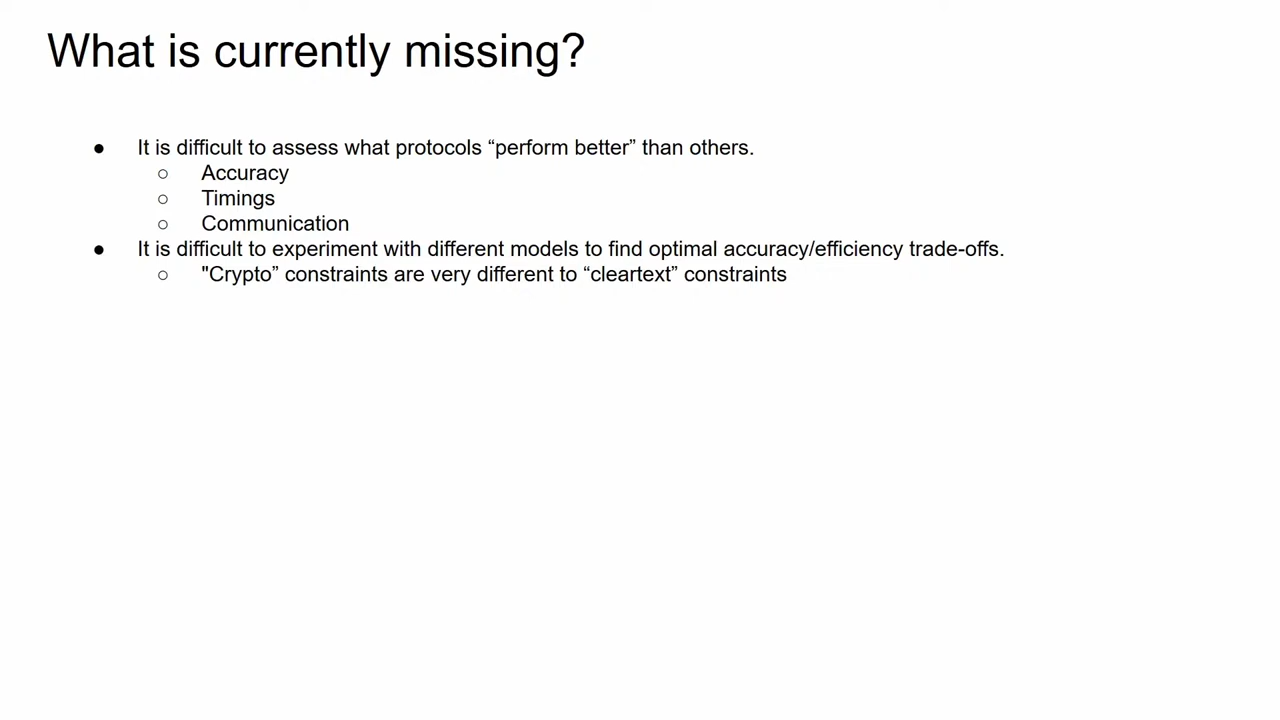 What is currently missing?
● It is difficult to assess what protocols “perform better” than others.
○ Accuracy
○ Timings
○ Communication
● It is difficult to experiment with different models to find optimal accuracy/efficiency trade-offs.
○ "Crypto” constraints are very different to “cleartext” constraints